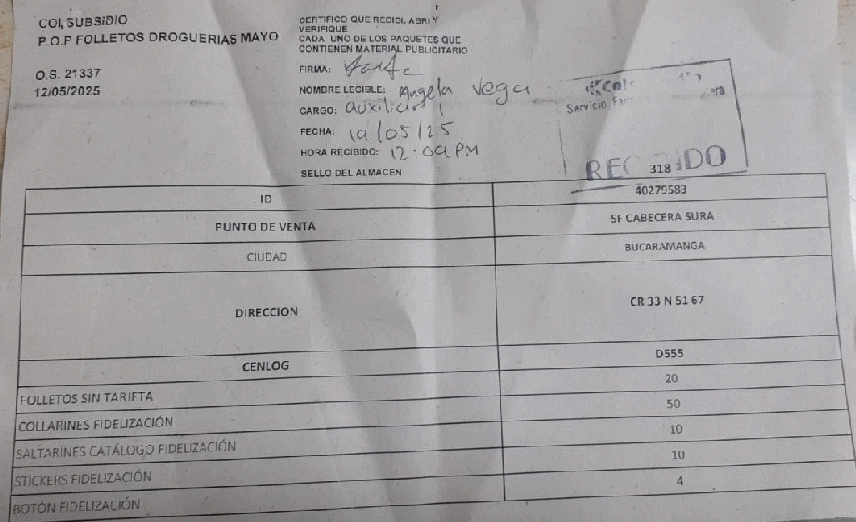 COLSUBSIDIO
P.O.P FOLLETOS DROGUERIAS MAYO
O.S. 21337
12/05/2025
CERTIFICO QUE RECIBI, ABRI Y
VERIFIQUE
CADA UNO DE LOS PAQUETES QUE
CONTIENEN MATERIAL PUBLICITARIO
FIRMA:
NOMBRE LEGIBLE: Angela Vega
CARGO: Auxiliar
FECHA: /05/25
HORA RECIBIDO: 12:09 PM
SELLO DEL ALMACEN
Servicio
RECIBIDO
318
ID 40279583
PUNTO DE VENTA SF CABECERA SURA
CIUDAD BUCARAMANGA
DIRECCION CR 33 N 51 67
CENLOG D555
FOLLETOS SIN TARIFTA 20
COLLARINES FIDELIZACIÓN 50
SALTARINES CATÁLOGO FIDELIZACIÓN 10
STICKERS FIDELIZACIÓN 10
BOTÓN FIDELIZACIÓN 4